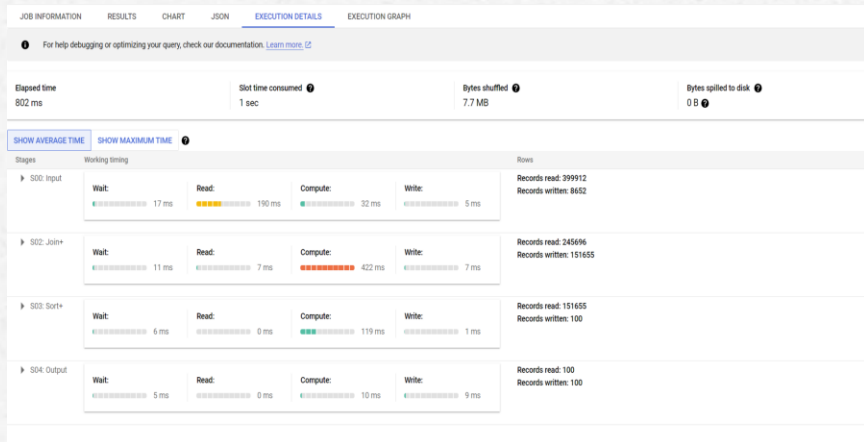 JOB INFORMATION RESULTS CHART JSON EXECUTION DETAILS EXECUTION GRAPH
For help debugging or optimizing your query, check our documentation. Learn more.
Elapsed time Slot time consumed Bytes shuffled Bytes spilled to disk
802 ms 1 sec 7.7 MB 0 B
SHOW AVERAGE TIME SHOW MAXIMUM TIME
Stages Working timing Rows
S00: Input
Wait: Read: Compute: Write:
17 ms 190 ms 32 ms 5 ms
Records read: 399912
Records written: 8652
S02: Join+
Wait: Read: Compute: Write:
11 ms 7 ms 422 ms 7 ms
Records read: 245696
Records written: 151655
S03: Sort+
Wait: Read: Compute: Write:
6 ms 0 ms 119 ms 1 ms
Records read: 151655
Records written: 100
S04: Output
Wait: Read: Compute: Write:
5 ms 0 ms 10 ms 9 ms
Records read: 100
Records written: 100